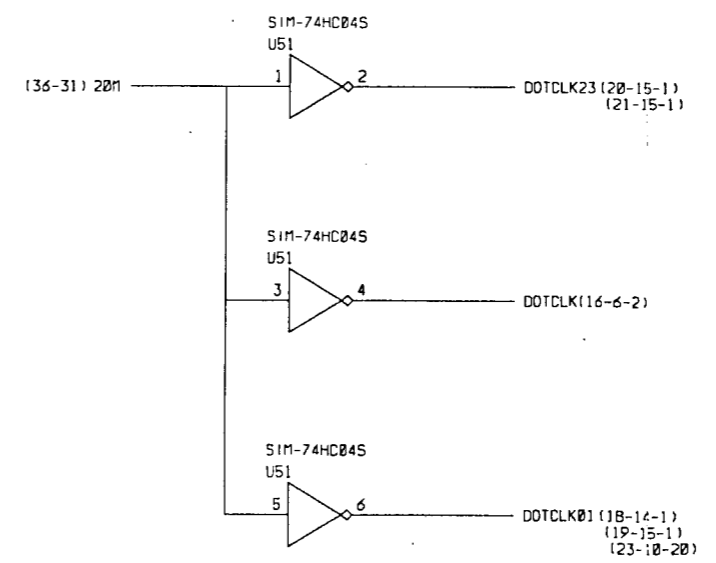 SIM-74HC04S
U51
(36-31) 20M 1 2 DOTCLK23 (20-15-1)
(21-15-1)
SIM-74HC04S
U51
3 4 DOTCLK(16-6-2)
SIM-74HC04S
U51
5 6 DOTCLK01 (18-14-1)
(19-15-1)
(23-10-20)